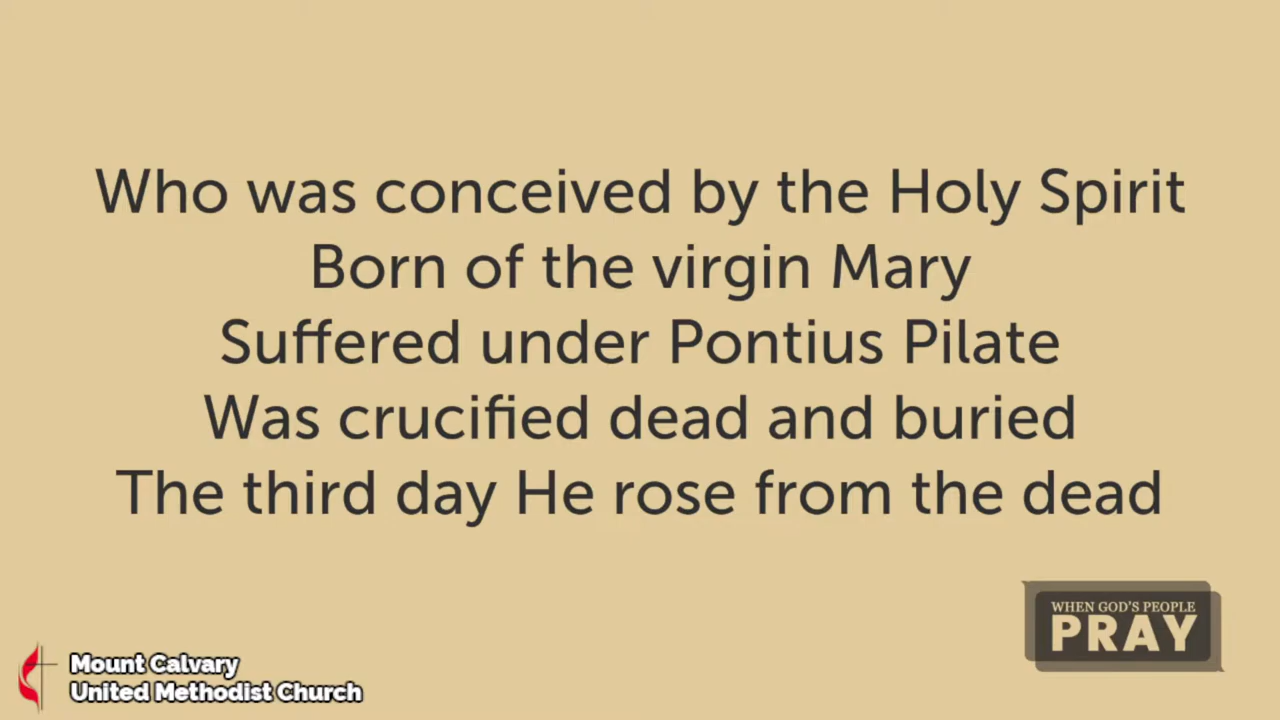 Who was conceived by the Holy Spirit
Born of the virgin Mary
Suffered under Pontius Pilate
Was crucified dead and buried
The third day He rose from the dead
WHEN GOD'S PEOPLE
PRAY
Mount Calvary
United Methodist Church